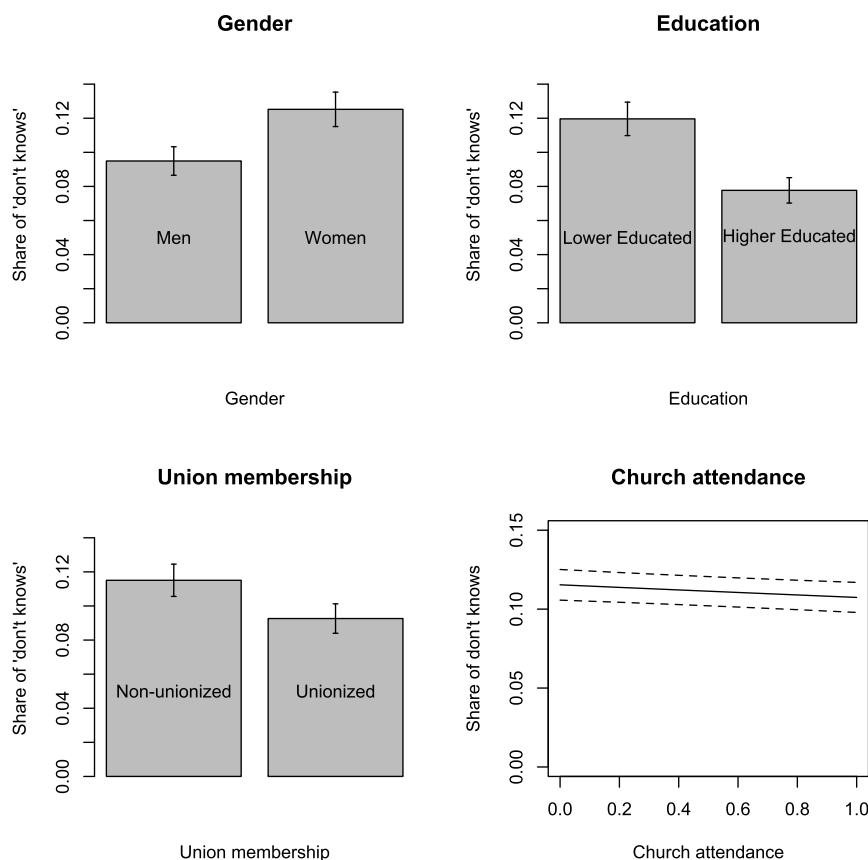 Gender
Share of 'don't knows'
0.12
0.08
0.04
0.00
Men
Women
Gender
Education
Share of 'don't knows'
0.12
0.08
0.04
0.00
Lower Educated
Higher Educated
Education
Union membership
Share of 'don't knows'
0.12
0.08
0.04
0.00
Non-unionized
Unionized
Union membership
Church attendance
Share of don't knows
0.15
0.10
0.05
0.00
0.0 0.2 0.4 0.6 0.8 1.0
Church attendance